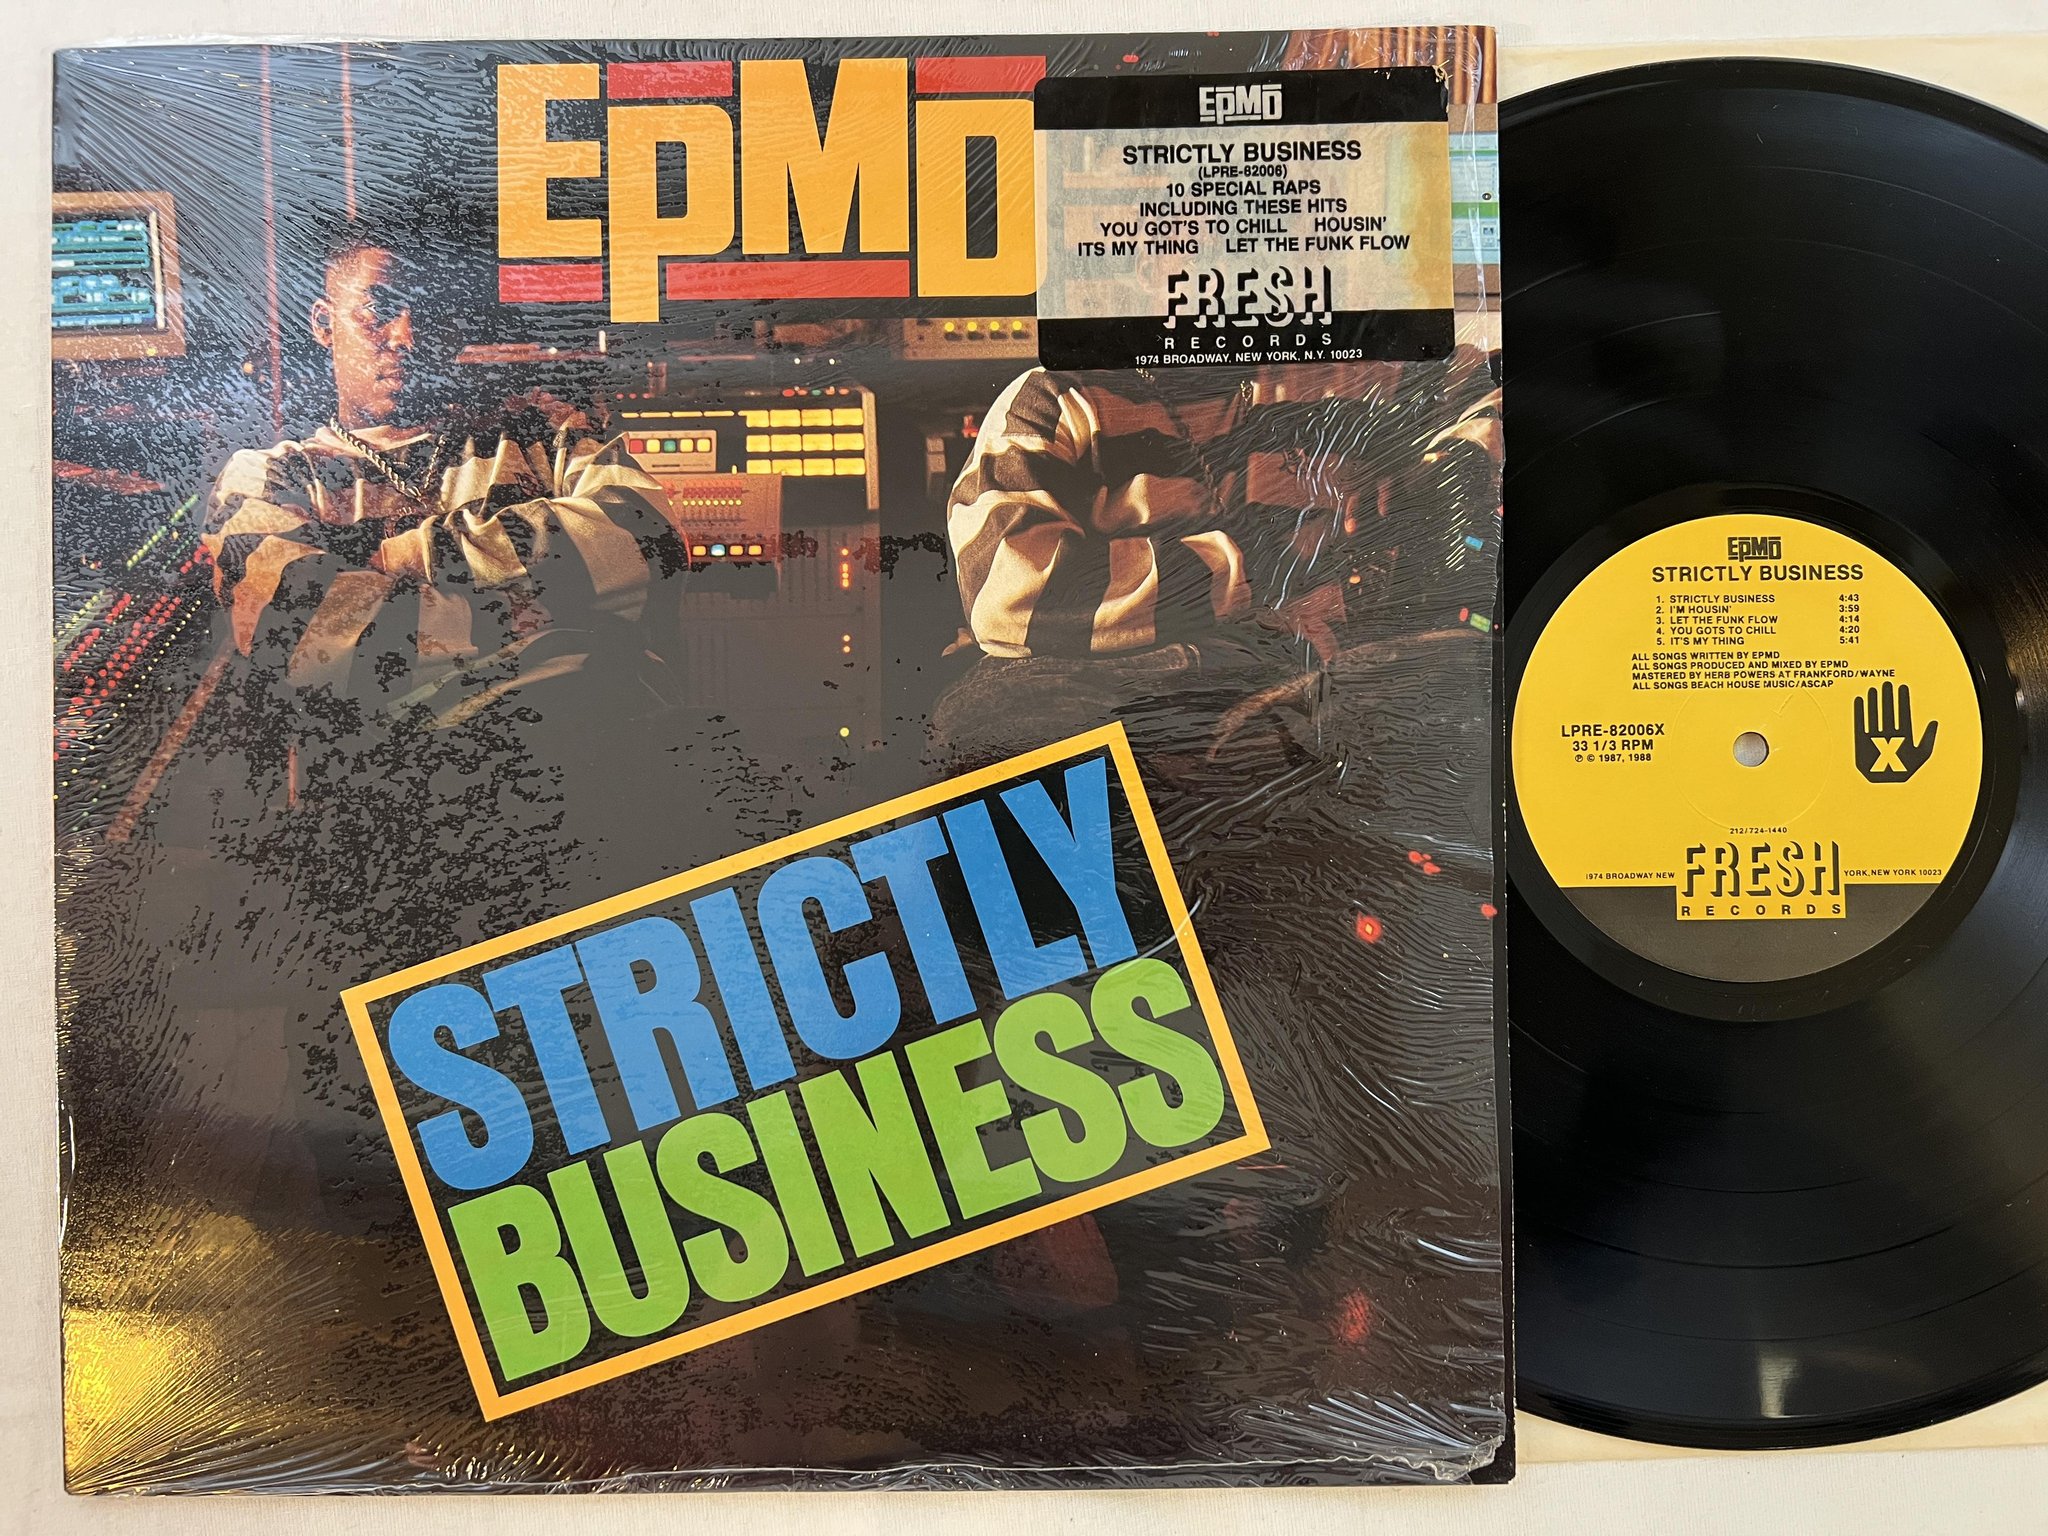 EPMD
EPMD
STRICTLY BUSINESS
(LPRE-82006)
10 SPECIAL RAPS
INCLUDING THESE HITS
YOU GOT'S TO CHILL HOUSIN'
ITS MY THING LET THE FUNK FLOW
FRESH
RECORDS
1974 BROADWAY, NEW YORK, N.Y. 10023
STRICTLY
BUSINESS
EPMD
STRICTLY BUSINESS
1. STRICTLY BUSINESS 4:43
2. I'M HOUSIN' 3:59
3. LET THE FUNK FLOW 4:14
4. YOU GOTS TO CHILL 4:20
5. IT'S MY THING 5:41
ALL SONGS WRITTEN BY EPMD
ALL SONGS PRODUCED AND MIXED BY EPMD
MASTERED BY HERB POWERS AT FRANKFORD/WAYNE
ALL SONGS BEACH HOUSE MUSIC/ASCAP
X
LPRE-82006X
33 1/3 RPM
℗ © 1987, 1988
212/724-1440
1974 BROADWAY NEW FRESH YORK, NEW YORK 10023
RECORDS